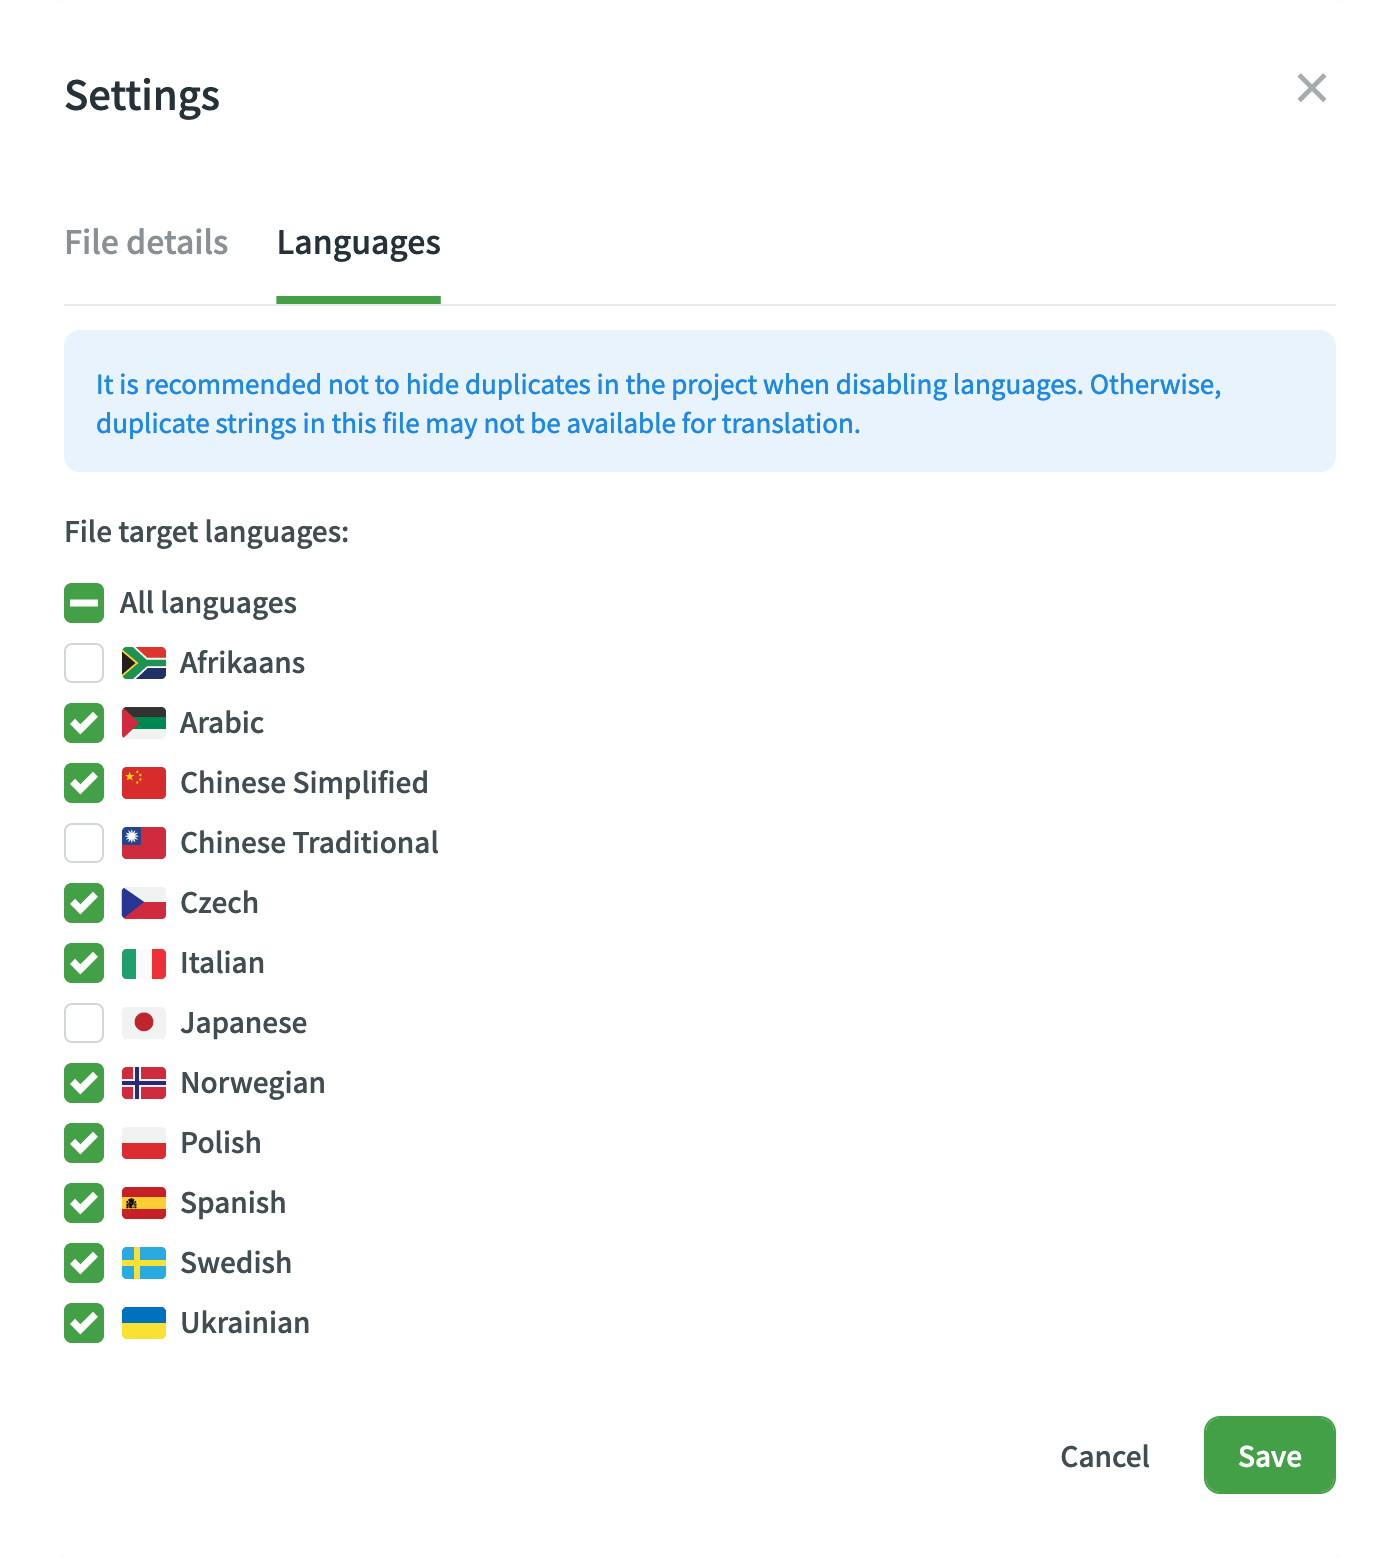 Settings
File details
Languages
It is recommended not to hide duplicates in the project when disabling languages. Otherwise,
duplicate strings in this file may not be available for translation.
File target languages:
All languages
Afrikaans
Arabic
Chinese Simplified
Chinese Traditional
Czech
Italian
Japanese
Norwegian
Polish
Spanish
Swedish
Ukrainian
Cancel
Save